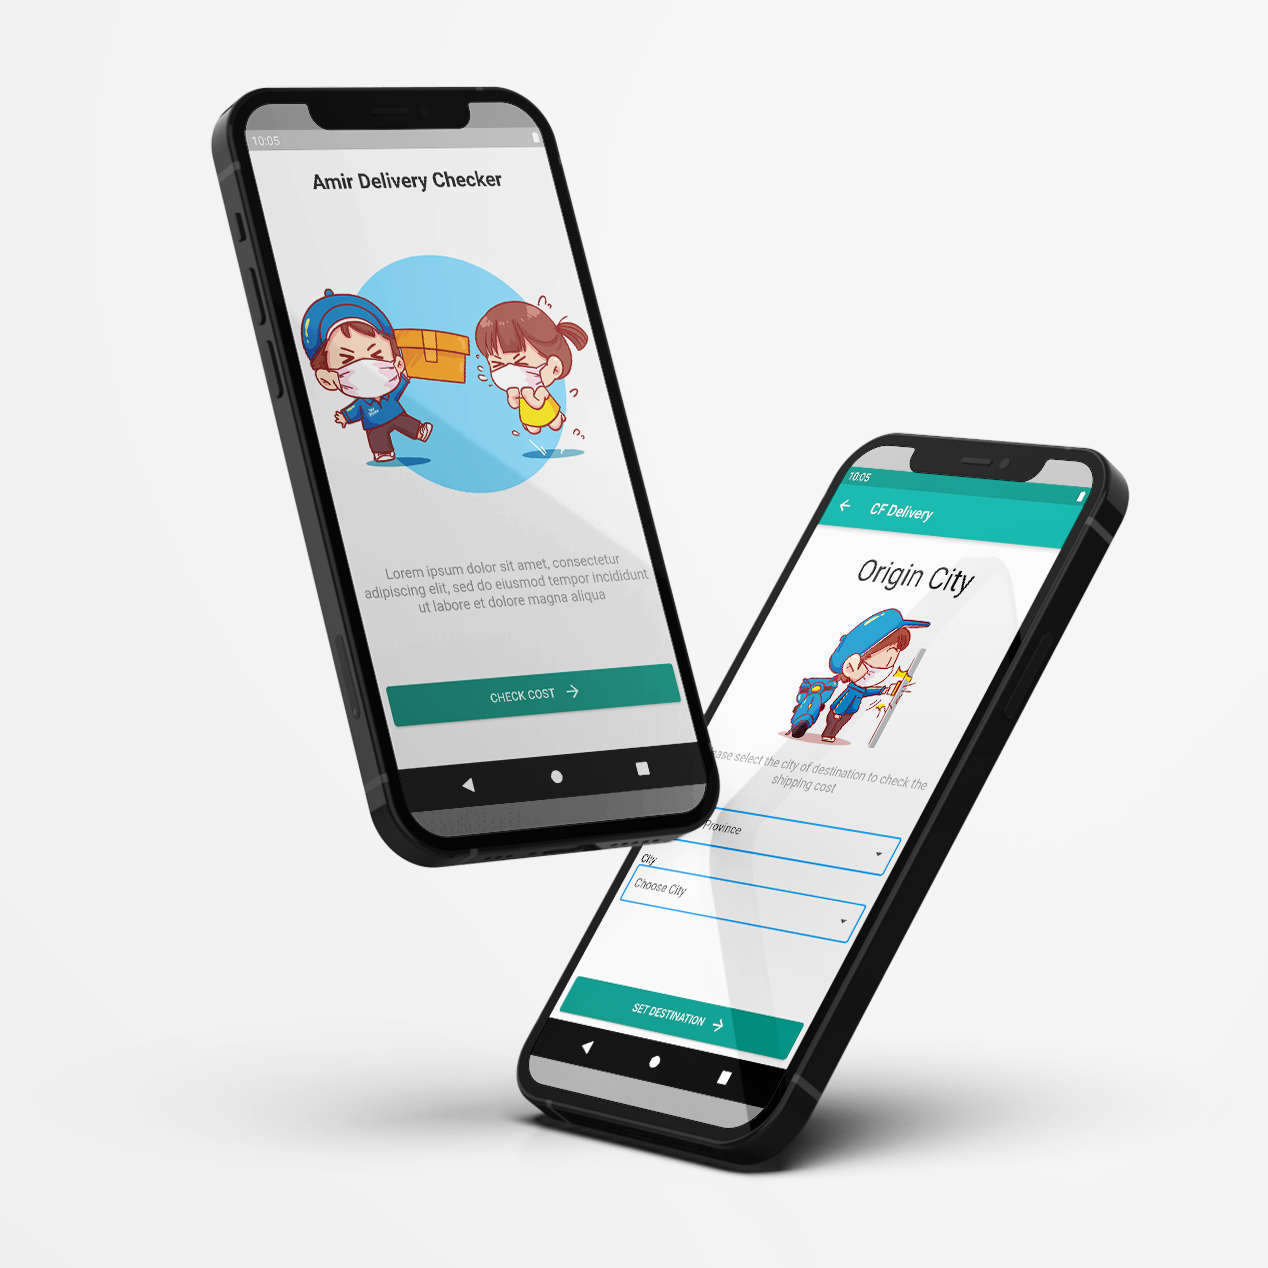 10:05
Amir Delivery Checker
Lorem ipsum dolor sit amet, consectetur
adipiscing elit, sed do eiusmod tempor incididunt
ut labore et dolore magna aliqua
CHECK COST
10:05
CF Delivery
Origin City
select the city of destination to check the
shipping cost
Province
City
Choose City
SET DESTINATION